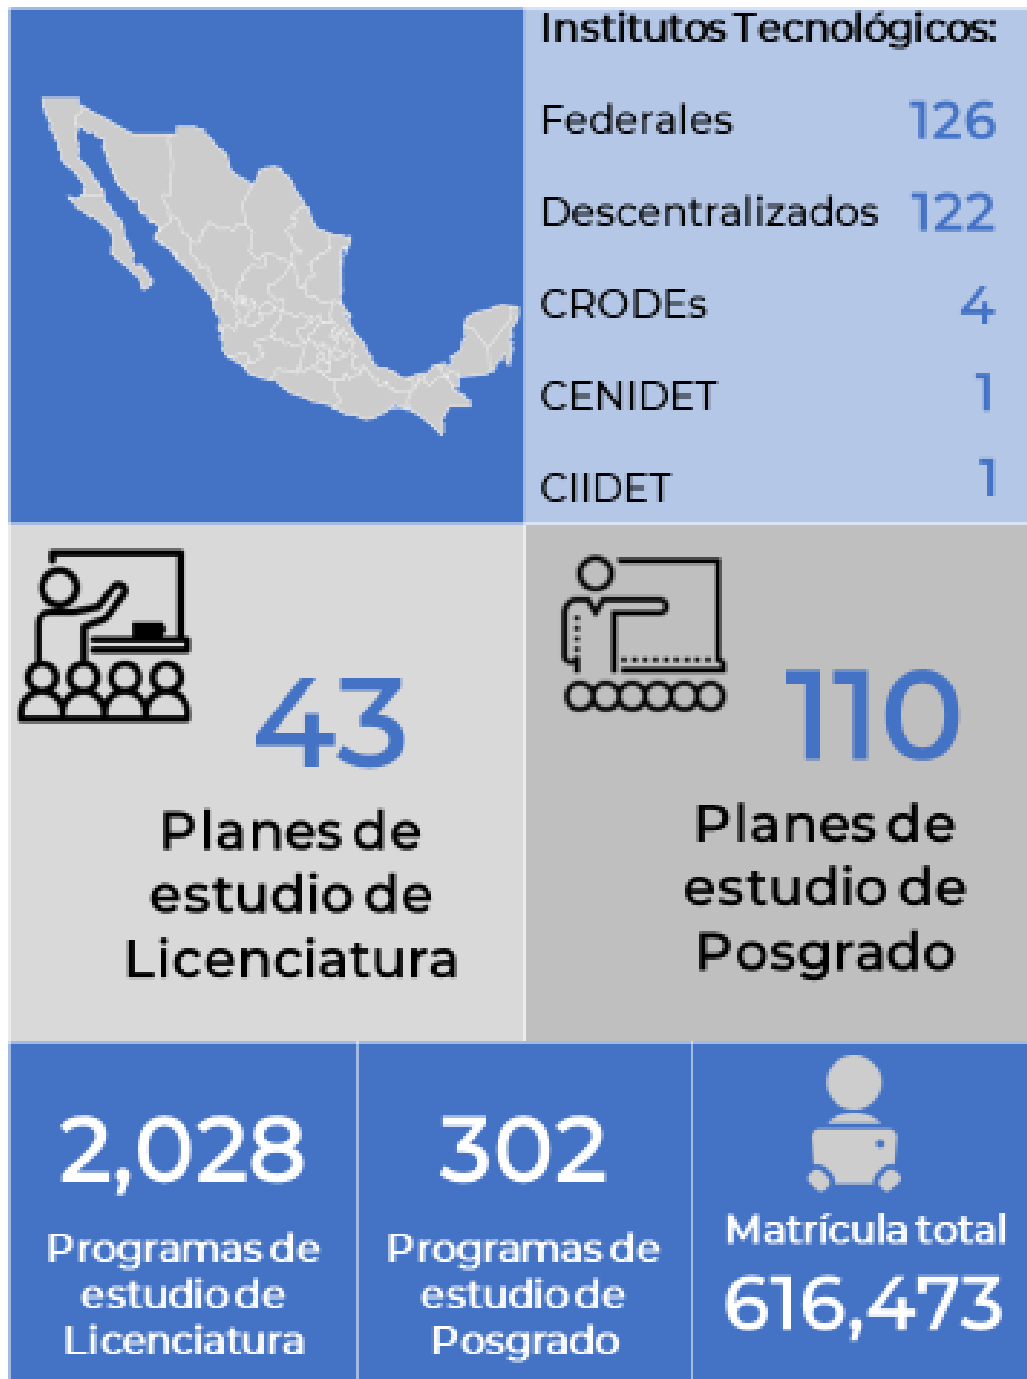 Institutos Tecnológicos:
Federales 126
Descentralizados 122
CRODEs 4
CENIDET 1
CIIDET 1
43
Planes de
estudio de
Licenciatura
110
Planes de
estudio de
Posgrado
2,028
Programas de
estudio de
Licenciatura
302
Programas de
estudio de
Posgrado
Matrícula total
616,473